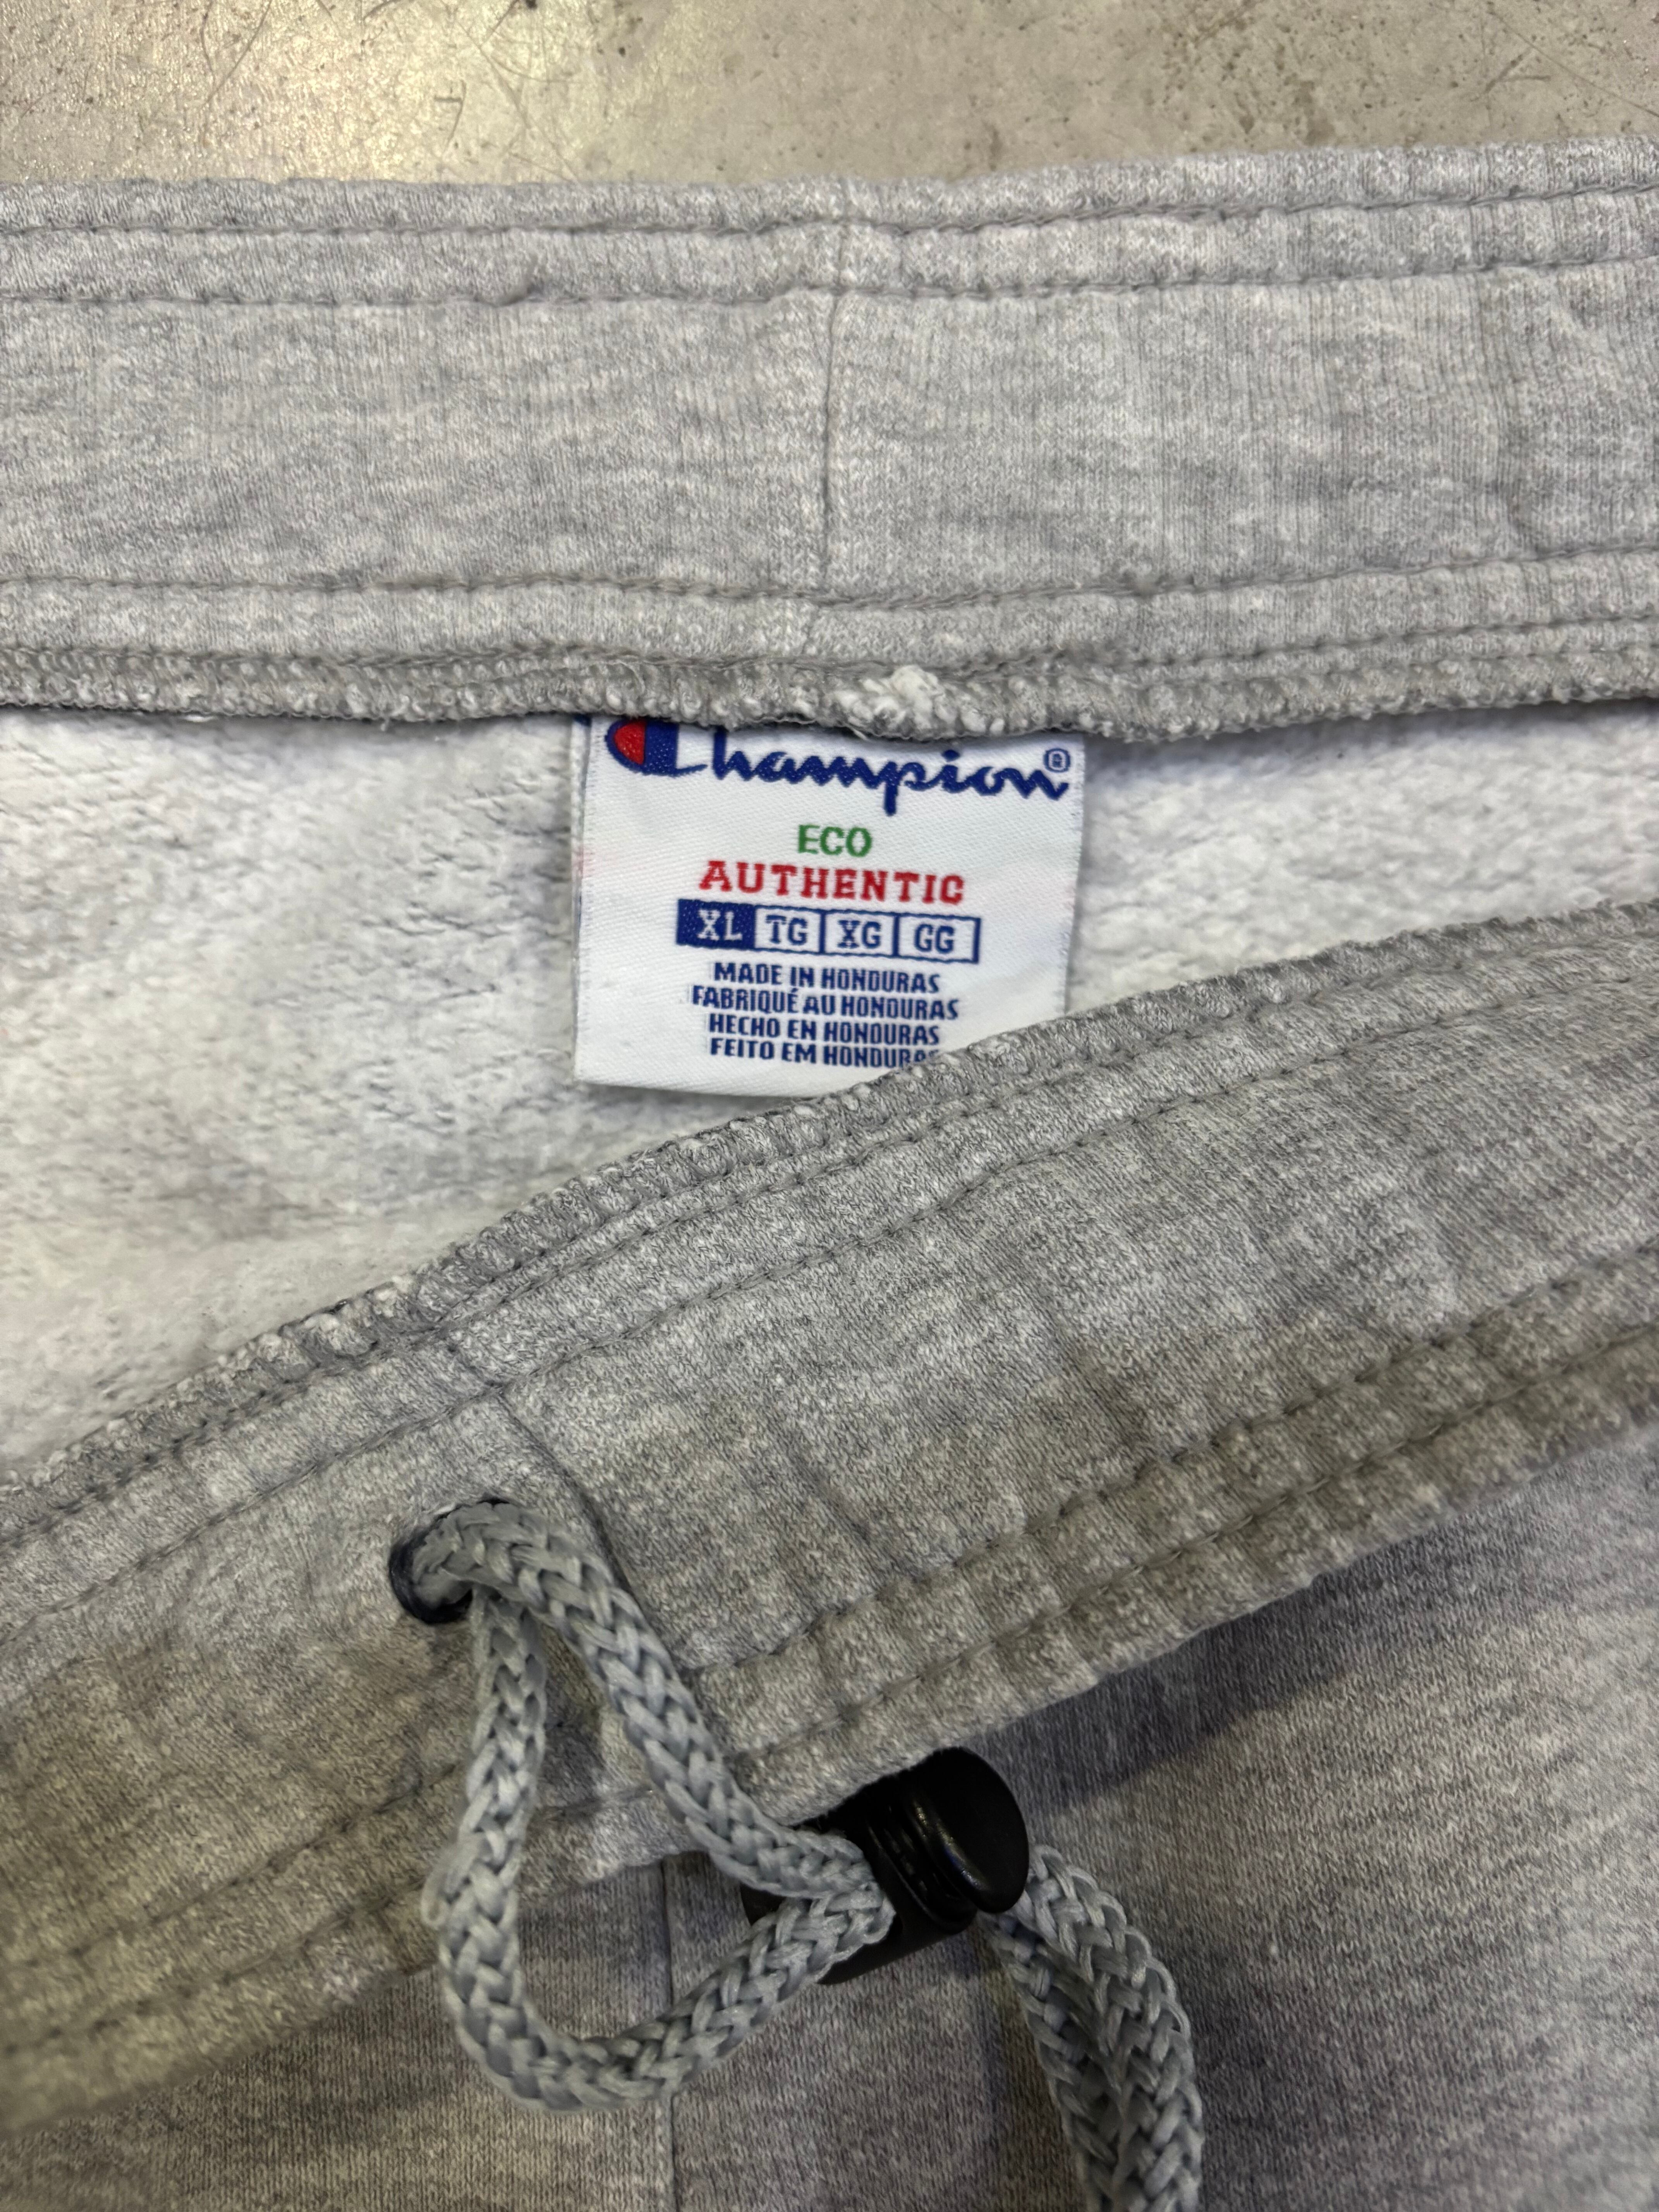 Champion®
ECO
AUTHENTIC
XL TG XG GG
MADE IN HONDURAS
FABRIQUÉ AU HONDURAS
HECHO EN HONDURAS
FEITO EM HONDURAS